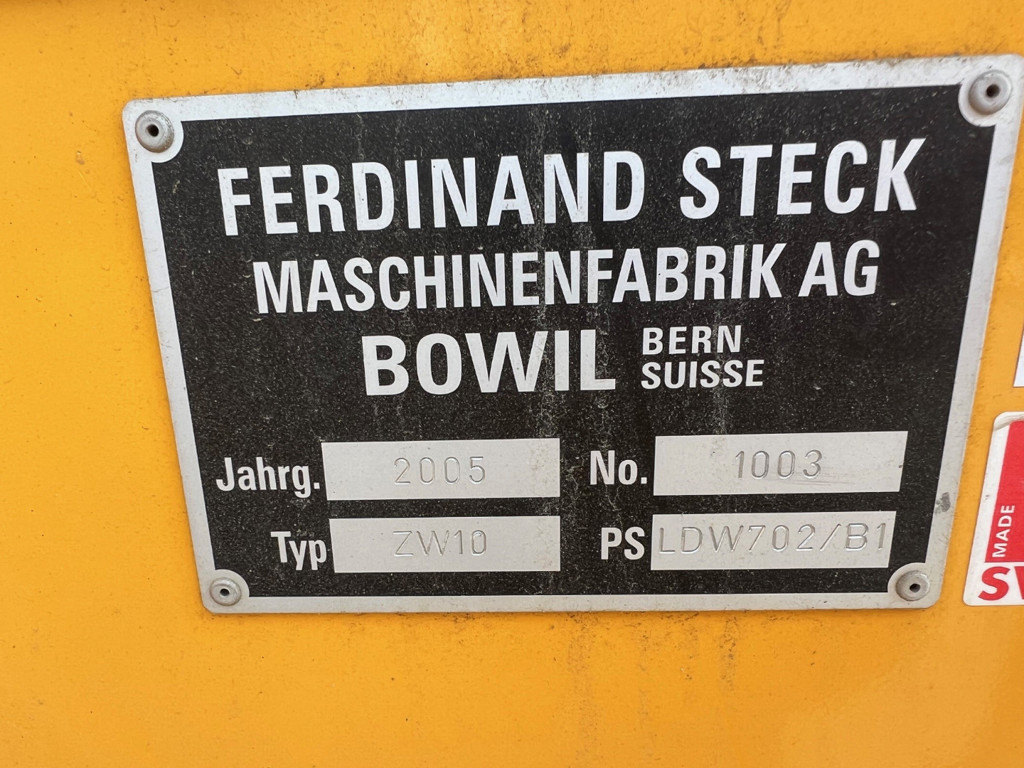 FERDINAND STECK
MASCHINENFABRIK AG
BOWIL BERN
SUISSE
Jahrg. 2005 No. 1003
Typ ZW10 PS LDW702/B1
MADE